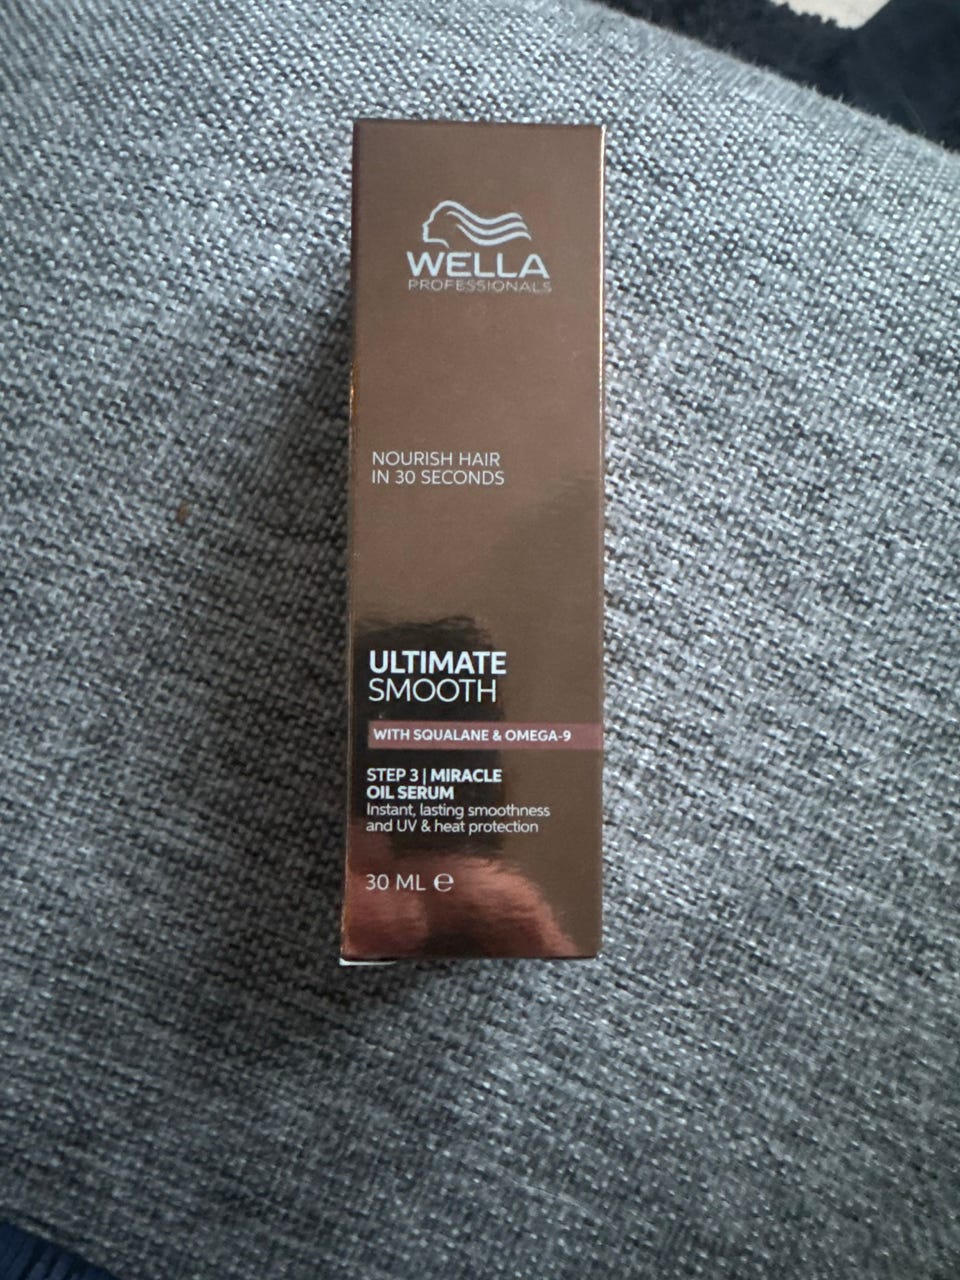 WELLA
PROFESSIONALS
NOURISH HAIR
IN 30 SECONDS
ULTIMATE
SMOOTH
WITH SQUALANE & OMEGA-9
STEP 3 | MIRACLE
OIL SERUM
Instant, lasting smoothness
and UV & heat protection
30 ML ℮